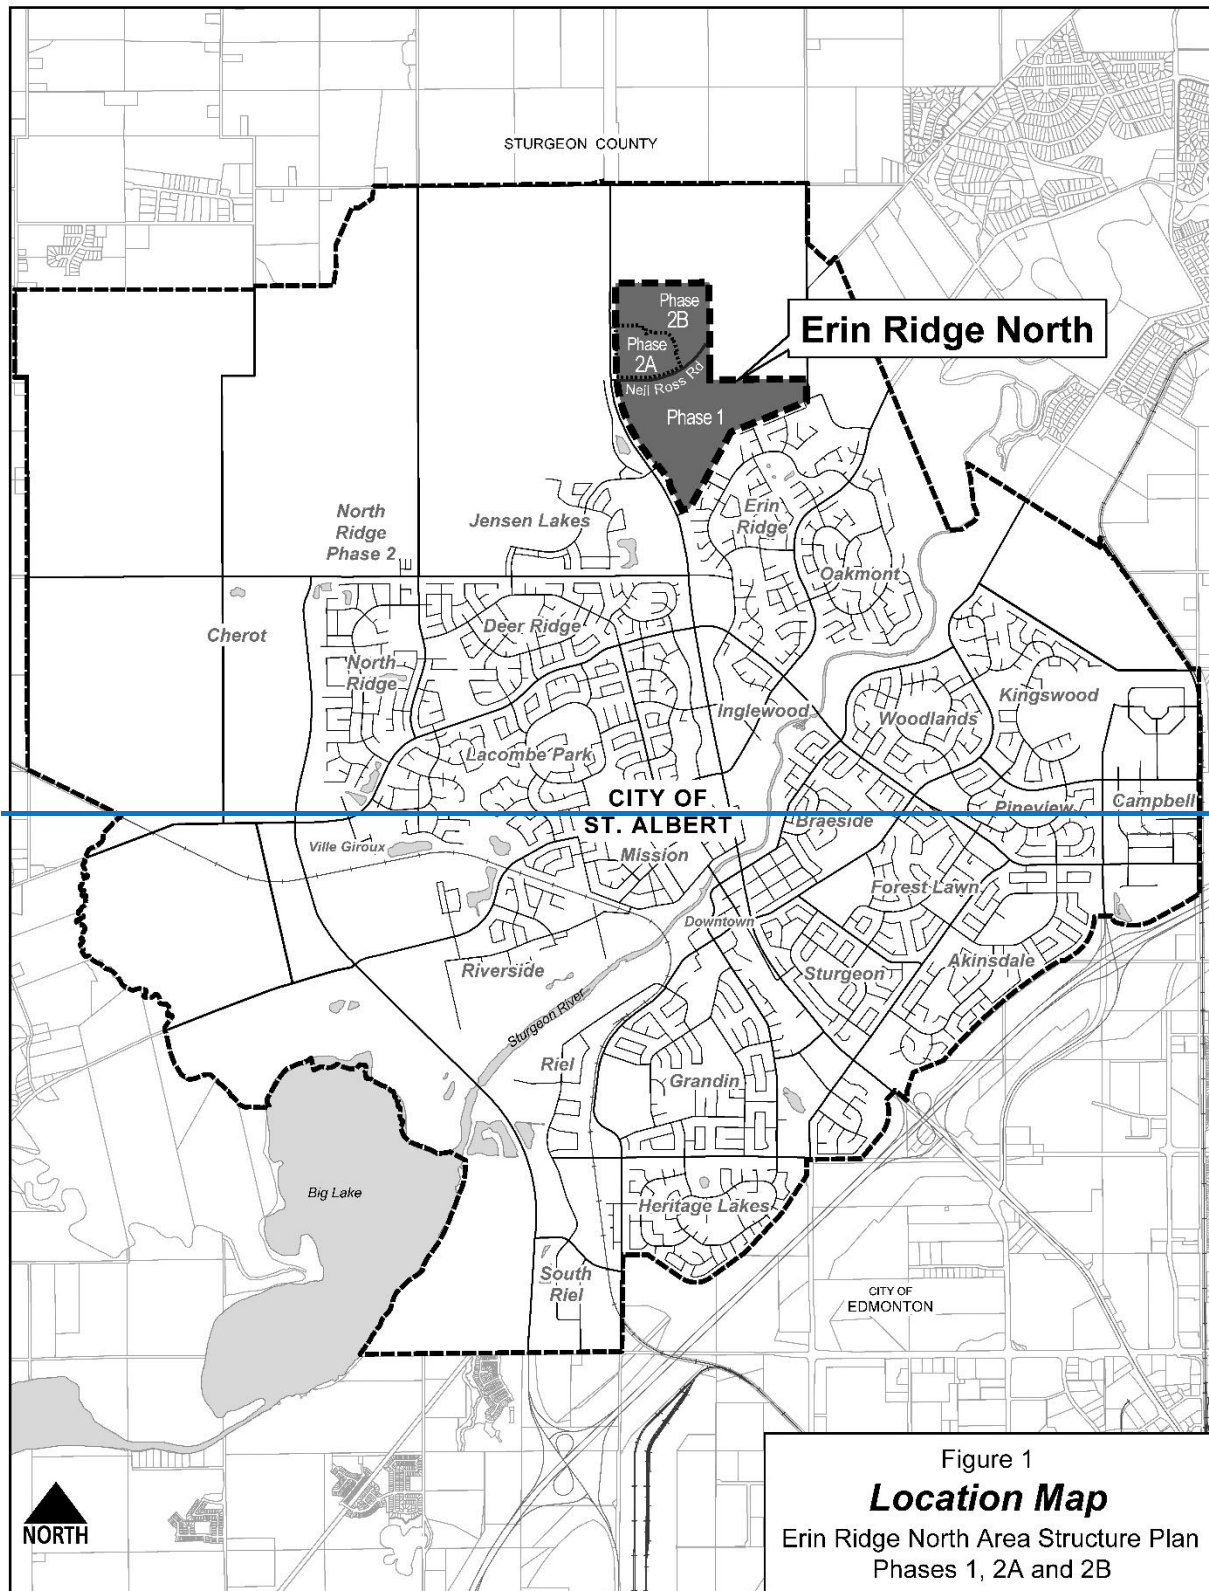 STURGEON COUNTY
Phase
2B
Erin Ridge North
Phase
2A
Neil Ross Rd
Phase 1
North
Ridge
Phase 2
Jensen Lakes
Erin
Ridge
Oakmont
Cherot
Deer Ridge
North
Ridge
Kingswood
Inglewood
Woodlands
Lacombe Park
CITY OF
ST. ALBERT
Pineview
Campbell
Braeside
Ville Giroux
Mission
Forest Lawn
Downtown
Riverside
Sturgeon
Akinsdale
Sturgeon River
Riel
Grandin
Big Lake
Heritage Lakes
South
Riel
CITY OF
EDMONTON
NORTH
Figure 1
Location Map
Erin Ridge North Area Structure Plan
Phases 1, 2A and 2B